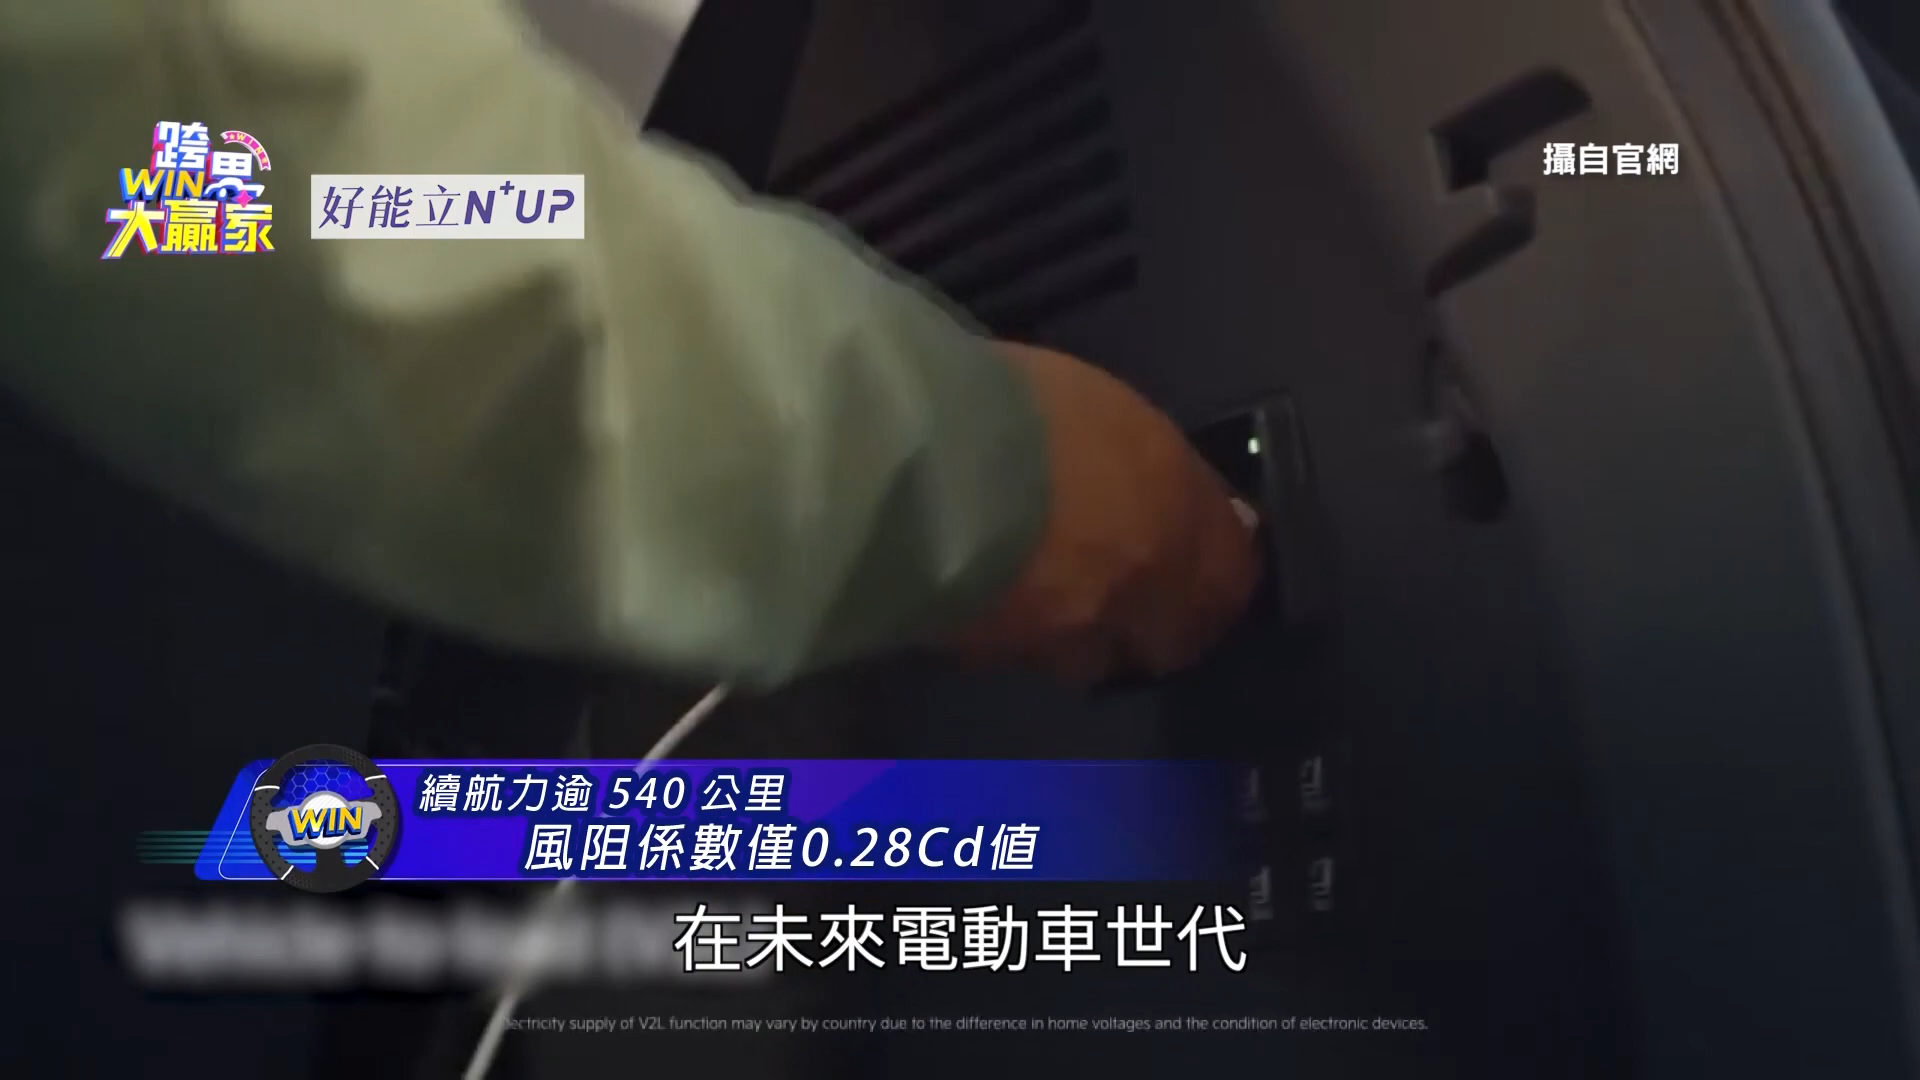 跨界
WINER
WIN
大贏家
好能立N+UP
攝自官網
WIN
續航力逾 540 公里
風阻係數僅0.28Cd值
在未來電動車世代
ectricity supply of V2L function may vary by country due to the difference in home voltages and the condition of electronic devices.